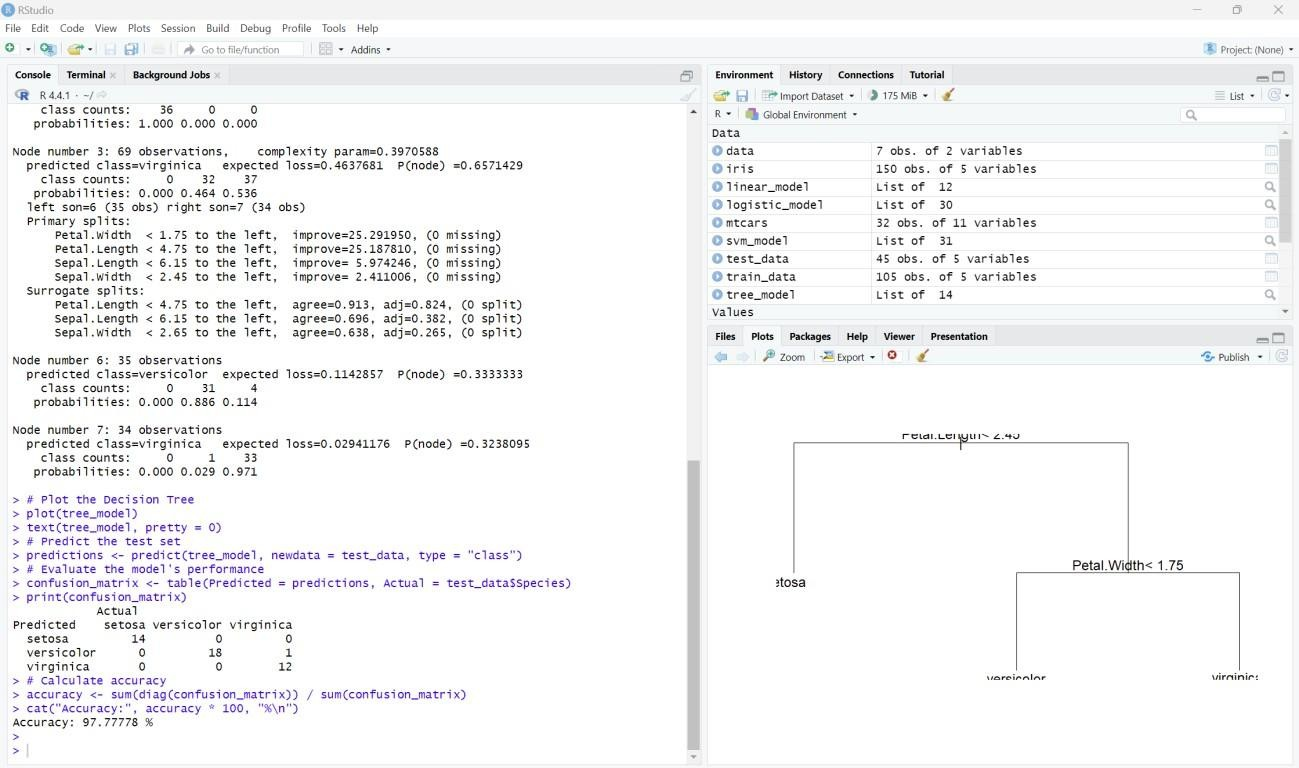 RStudio
File Edit Code View Plots Session Build Debug Profile Tools Help
Go to file/function Addins Project: (None)
Console Terminal Background Jobs
R 4.4.1 · ~/
class counts: 36 0 0
probabilities: 1.000 0.000 0.000
Node number 3: 69 observations, complexity param=0.3970588
predicted class=virginica expected loss=0.4637681 P(node) =0.6571429
class counts: 0 32 37
probabilities: 0.000 0.464 0.536
left son=6 (35 obs) right son=7 (34 obs)
Primary splits:
Petal.Width < 1.75 to the left, improve=25.291950, (0 missing)
Petal.Length < 4.75 to the left, improve=25.187810, (0 missing)
Sepal.Length < 6.15 to the left, improve= 5.974246, (0 missing)
Sepal.Width < 2.45 to the left, improve= 2.411006, (0 missing)
Surrogate splits:
Petal.Length < 4.75 to the left, agree=0.913, adj=0.824, (0 split)
Sepal.Length < 6.15 to the left, agree=0.696, adj=0.382, (0 split)
Sepal.Width < 2.65 to the left, agree=0.638, adj=0.265, (0 split)
Node number 6: 35 observations
predicted class=versicolor expected loss=0.1142857 P(node) =0.3333333
class counts: 0 31 4
probabilities: 0.000 0.886 0.114
Node number 7: 34 observations
predicted class=virginica expected loss=0.02941176 P(node) =0.3238095
class counts: 0 1 33
probabilities: 0.000 0.029 0.971
> # Plot the Decision Tree
> plot(tree_model)
> text(tree_model, pretty = 0)
> # Predict the test set
> predictions <- predict(tree_model, newdata = test_data, type = "class")
> # Evaluate the model's performance
> confusion_matrix <- table(Predicted = predictions, Actual = test_data$Species)
> print(confusion_matrix)
Actual
Predicted setosa versicolor virginica
setosa 14 0 0
versicolor 0 18 1
virginica 0 0 12
> # Calculate accuracy
> accuracy <- sum(diag(confusion_matrix)) / sum(confusion_matrix)
> cat("Accuracy:", accuracy * 100, "%\n")
Accuracy: 97.77778 %
>
>
Environment History Connections Tutorial
Import Dataset 175 MiB List
R Global Environment
Data
data 7 obs. of 2 variables
iris 150 obs. of 5 variables
linear_model List of 12
logistic_model List of 30
mtcars 32 obs. of 11 variables
svm_model List of 31
test_data 45 obs. of 5 variables
train_data 105 obs. of 5 variables
tree_model List of 14
Values
Files Plots Packages Help Viewer Presentation
Zoom Export Publish
Petal.Length< 2.45
etosa
Petal.Width< 1.75
versicolor virginica